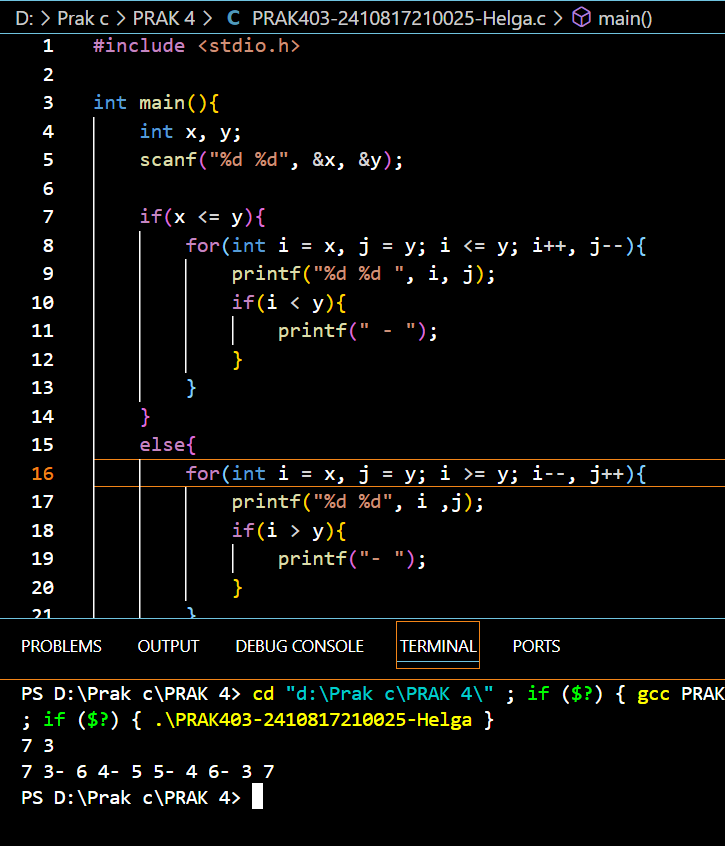 D: > Prak c > PRAK 4 > C PRAK403-2410817210025-Helga.c > main()
1 #include <stdio.h>
2
3 int main(){
4 int x, y;
5 scanf("%d %d", &x, &y);
6
7 if(x <= y){
8 for(int i = x, j = y; i <= y; i++, j--){
9 printf("%d %d ", i, j);
10 if(i < y){
11 printf(" - ");
12 }
13 }
14 }
15 else{
16 for(int i = x, j = y; i >= y; i--, j++){
17 printf("%d %d", i ,j);
18 if(i > y){
19 printf("- ");
20 }
21 }
PROBLEMS OUTPUT DEBUG CONSOLE TERMINAL PORTS
PS D:\Prak c\PRAK 4> cd "d:\Prak c\PRAK 4\" ; if ($?) { gcc PRAK
; if ($?) { .\PRAK403-2410817210025-Helga }
7 3
7 3- 6 4- 5 5- 4 6- 3 7
PS D:\Prak c\PRAK 4>